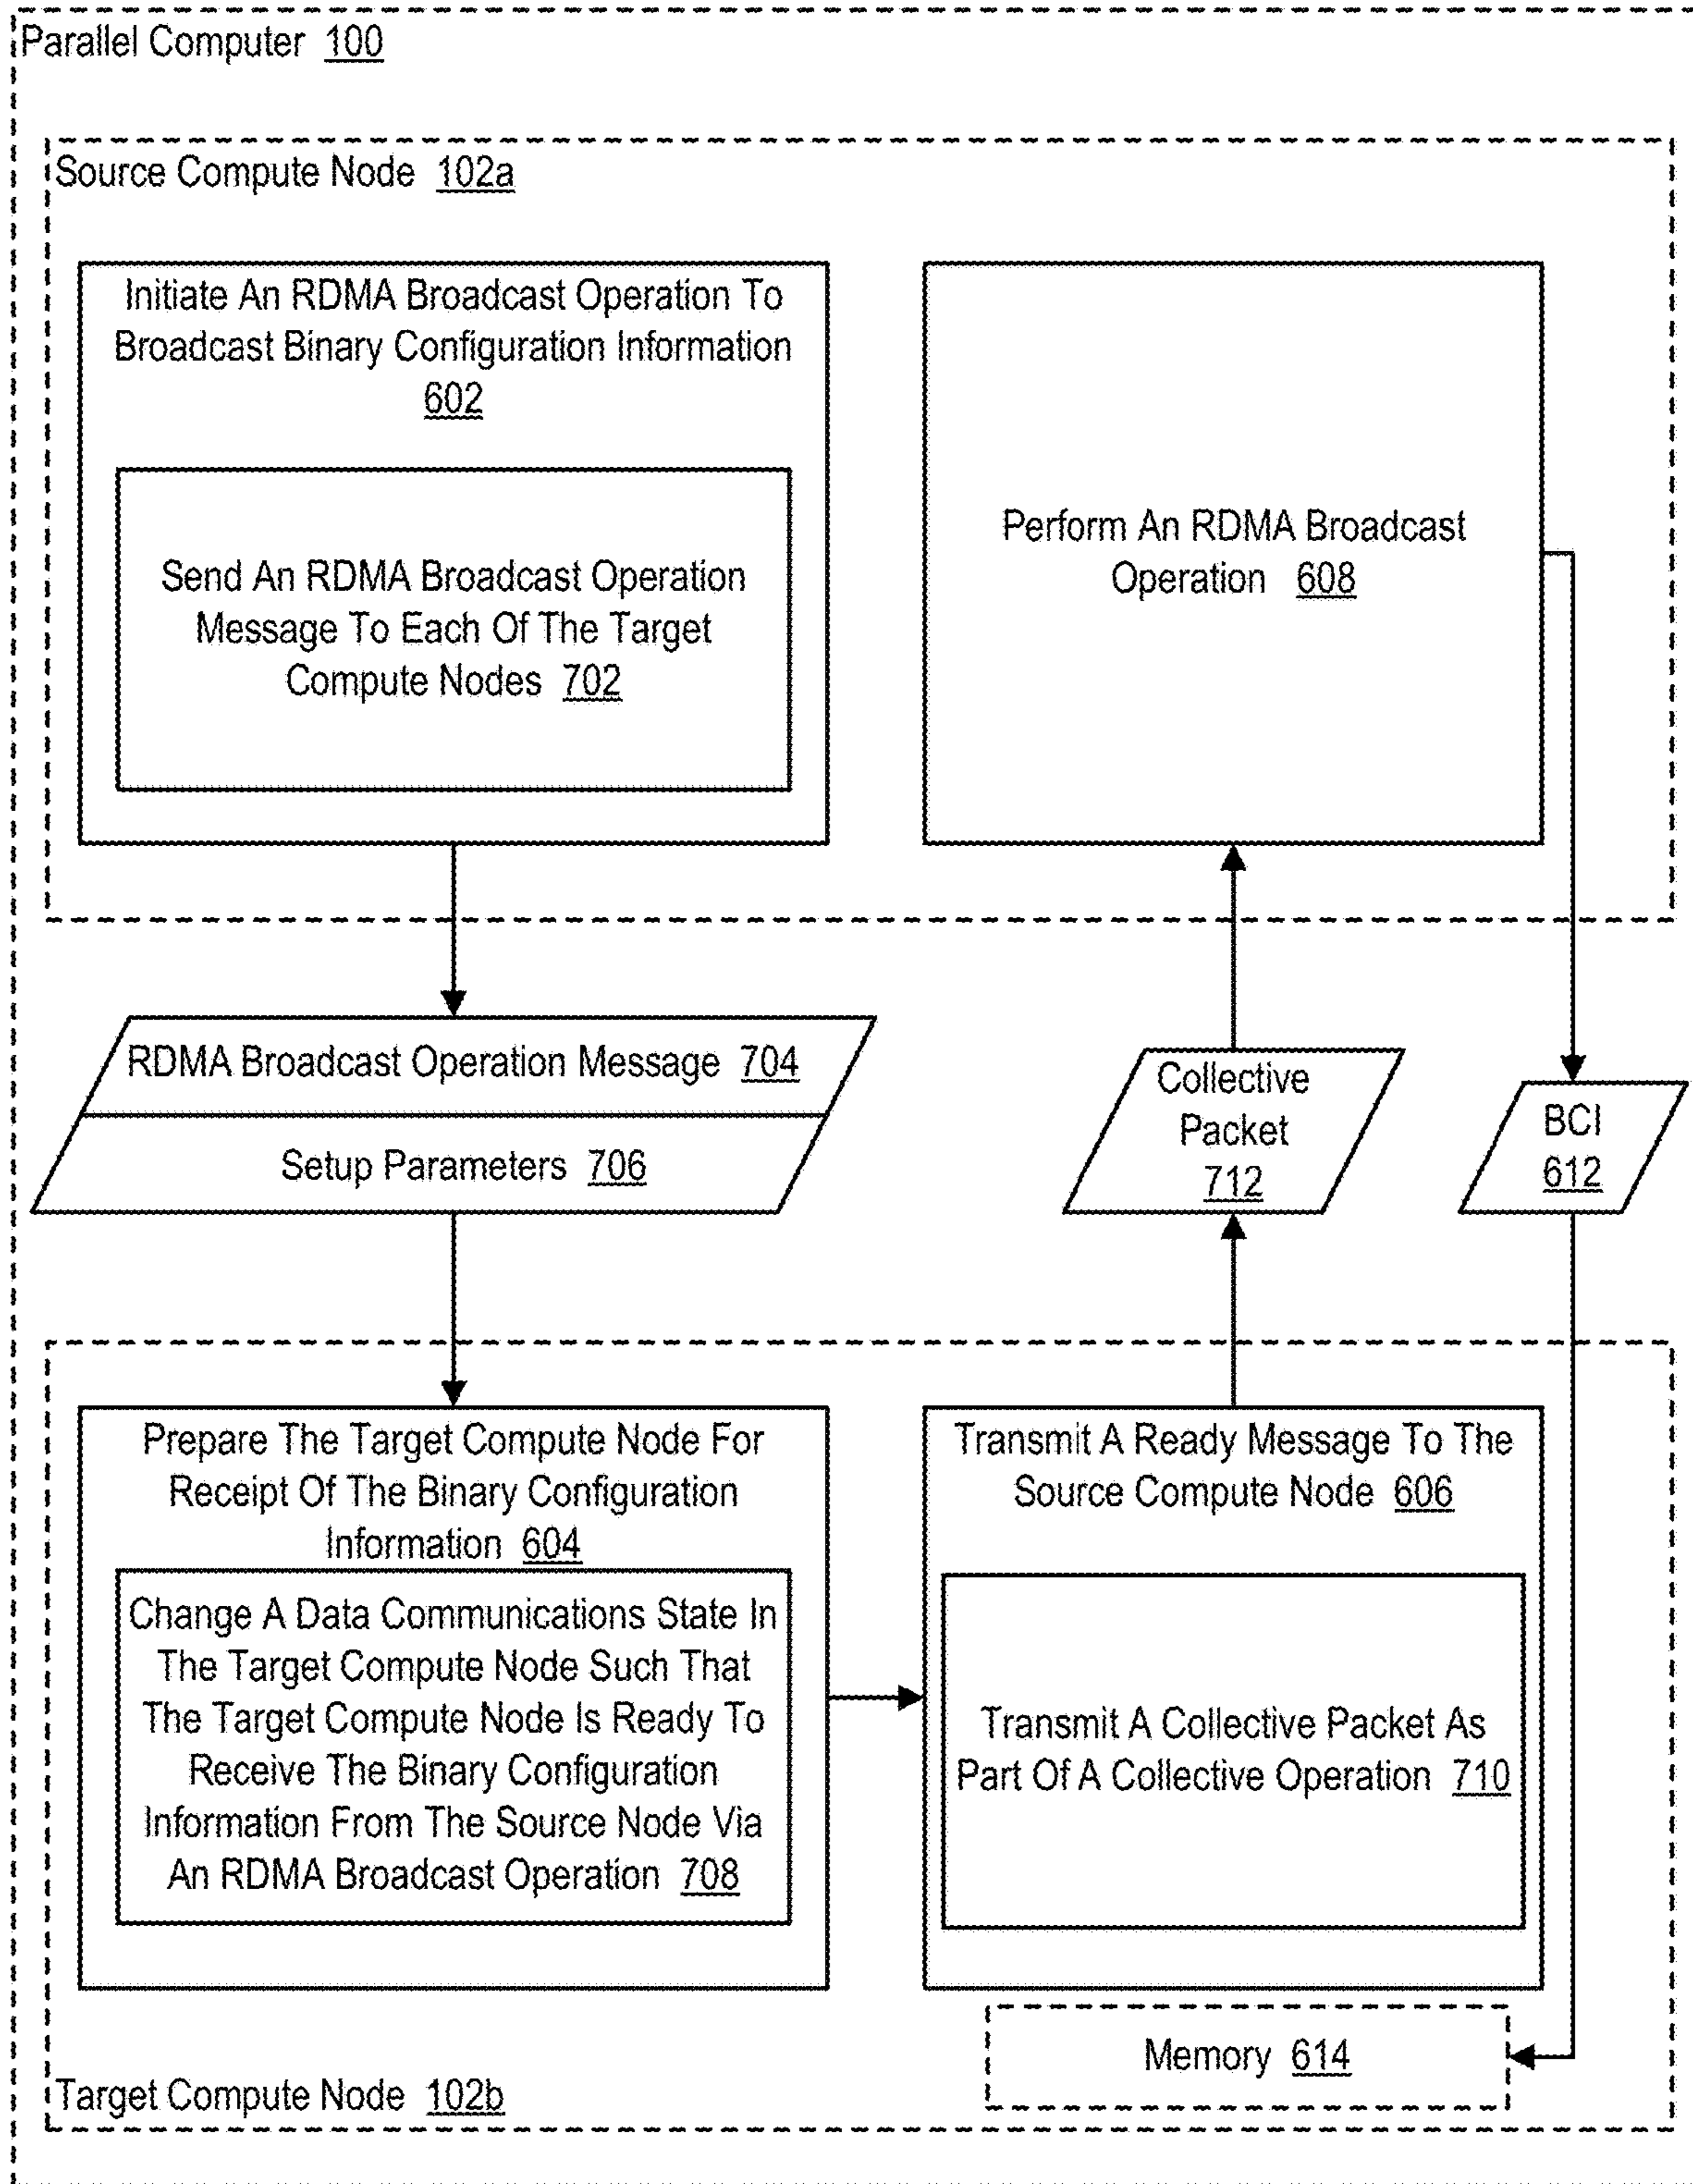 Parallel Computer 100
Source Compute Node 102a
Initiate An RDMA Broadcast Operation To
Broadcast Binary Configuration Information
602
Send An RDMA Broadcast Operation
Message To Each Of The Target
Compute Nodes 702
Perform An RDMA Broadcast
Operation 608
RDMA Broadcast Operation Message 704
Setup Parameters 706
Collective
Packet
712
BCI
612
Prepare The Target Compute Node For
Receipt Of The Binary Configuration
Information 604
Change A Data Communications State In
The Target Compute Node Such That
The Target Compute Node Is Ready To
Receive The Binary Configuration
Information From The Source Node Via
An RDMA Broadcast Operation 708
Transmit A Ready Message To The
Source Compute Node 606
Transmit A Collective Packet As
Part Of A Collective Operation 710
Memory 614
Target Compute Node 102b